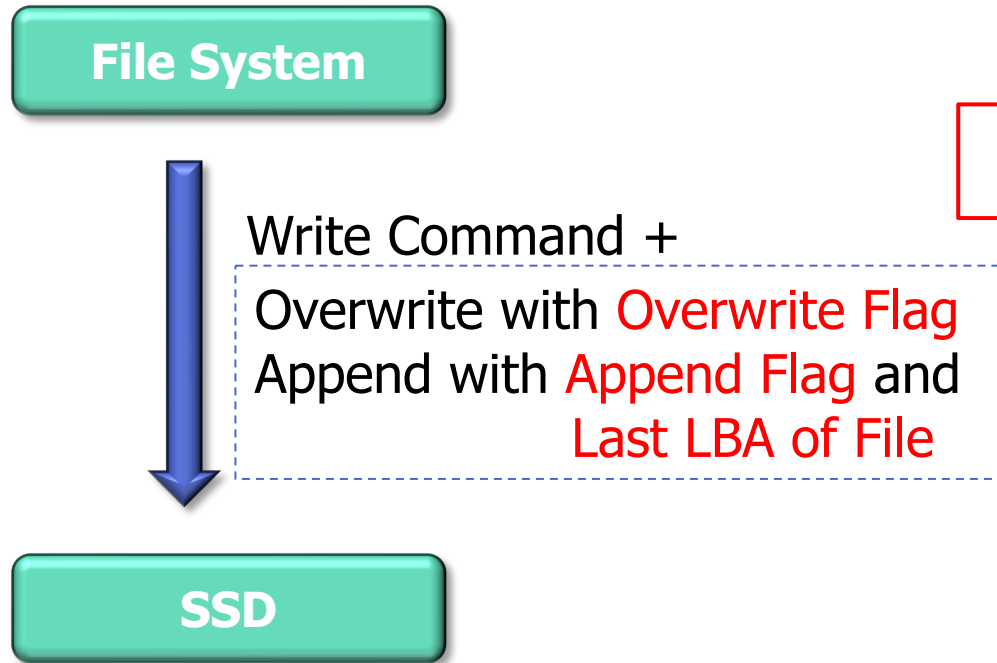 File System
Write Command +
Overwrite with Overwrite Flag
Append with Append Flag and
Last LBA of File
SSD